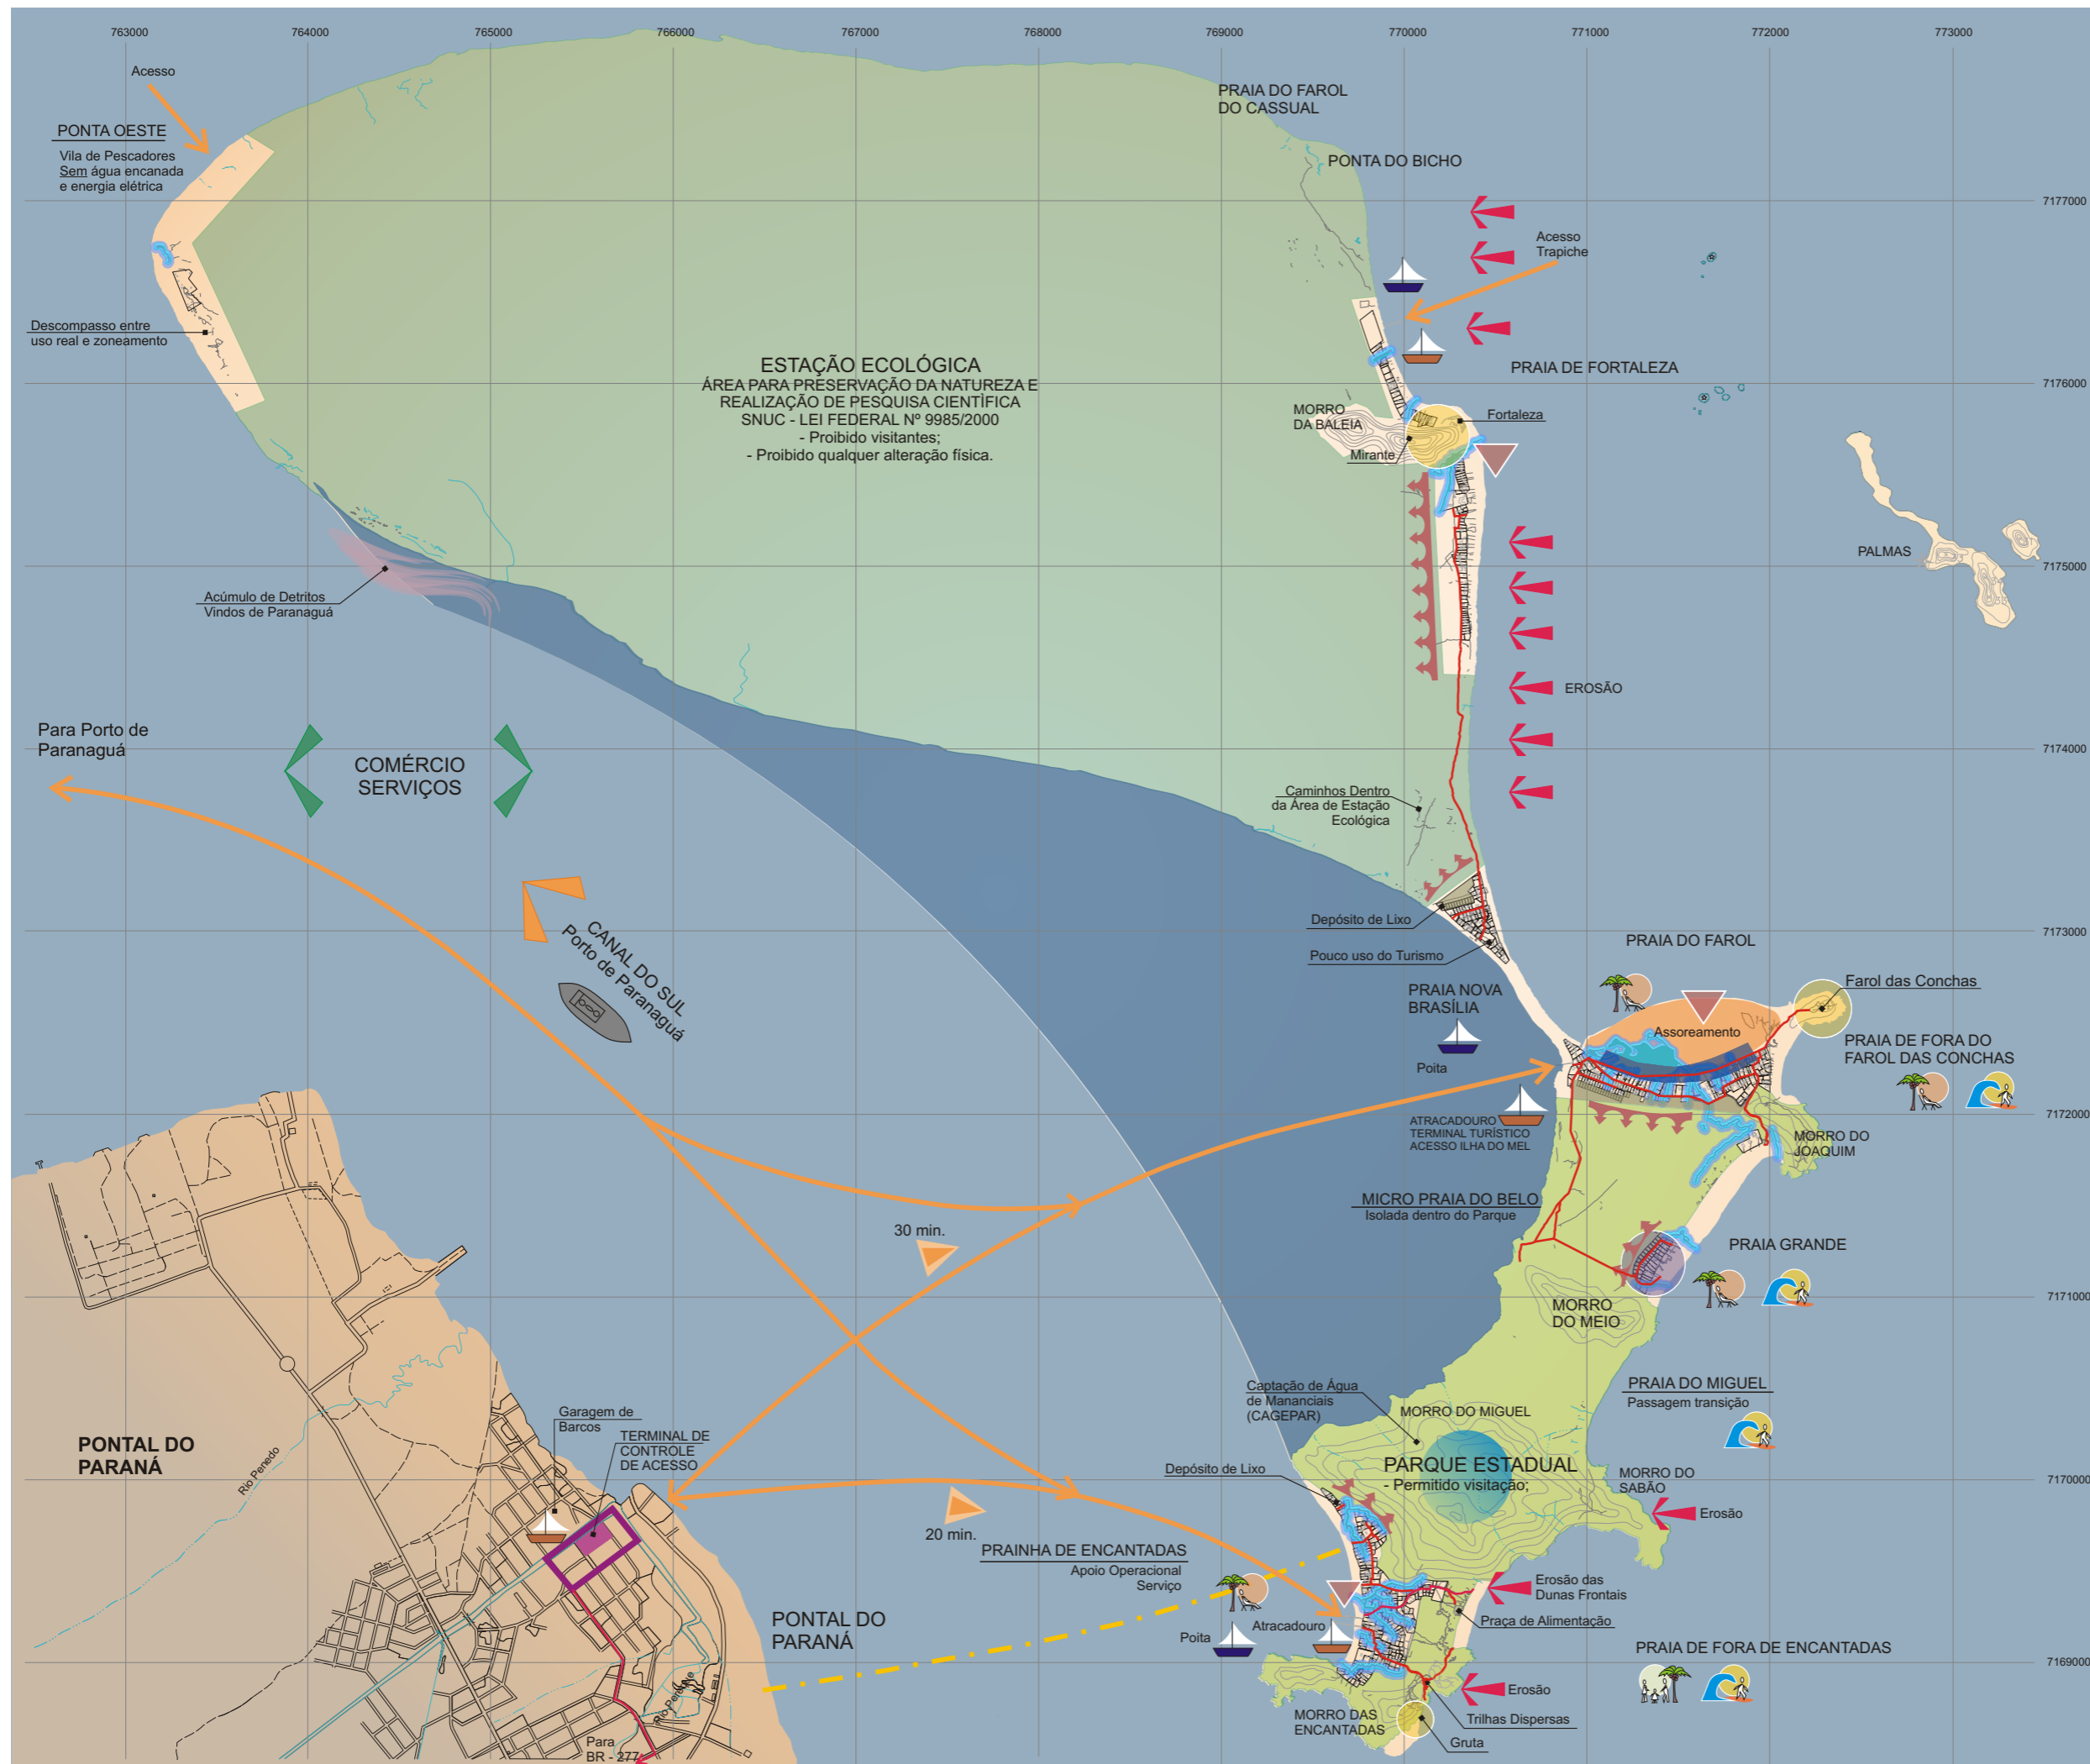 763000
764000
765000
766000
767000
768000
769000
770000
771000
772000
773000
Acesso
PONTA OESTE
Vila de Pescadores
Sem água encanada
e energia elétrica
PRAIA DO FAROL
DO CASSUAL
PONTA DO BICHO
7177000
Acesso
Trapiche
Descompasso entre
uso real e zoneamento
ESTAÇÃO ECOLÓGICA
ÁREA PARA PRESERVAÇÃO DA NATUREZA E
REALIZAÇÃO DE PESQUISA CIENTÌFICA
SNUC - LEI FEDERAL Nº 9985/2000
- Proibido visitantes;
- Proibido qualquer alteração física.
PRAIA DE FORTALEZA
7176000
MORRO
DA BALEIA
Fortaleza
Mirante
PALMAS
7175000
Acúmulo de Detritos
Vindos de Paranaguá
EROSÃO
Para Porto de
Paranaguá
COMÉRCIO
SERVIÇOS
7174000
Caminhos Dentro
da Área de Estação
Ecológica
CANAL DO SUL
Porto de Paranaguá
Depósito de Lixo
Pouco uso do Turismo
7173000
PRAIA DO FAROL
PRAIA NOVA
BRASÍLIA
Farol das Conchas
Assoreamento
PRAIA DE FORA DO
FAROL DAS CONCHAS
Poita
ATRACADOURO
TERMINAL TURÍSTICO
ACESSO ILHA DO MEL
7172000
MORRO DO
JOAQUIM
MICRO PRAIA DO BELO
Isolada dentro do Parque
30 min.
PRAIA GRANDE
7171000
MORRO
DO MEIO
PRAIA DO MIGUEL
Passagem transição
Captação de Água
de Mananciais
(CAGEPAR)
MORRO DO MIGUEL
Garagem de
Barcos
TERMINAL DE
CONTROLE
DE ACESSO
PONTAL DO
PARANÁ
Rio Penedo
Depósito de Lixo
PARQUE ESTADUAL
- Permitido visitação;
MORRO DO
SABÃO
7170000
Erosão
20 min.
PRAINHA DE ENCANTADAS
Apoio Operacional
Serviço
Erosão das
Dunas Frontais
Praça de Alimentação
PONTAL DO
PARANÁ
Poita
Atracadouro
PRAIA DE FORA DE ENCANTADAS
7169000
Erosão
Rio Perequê
MORRO DAS
ENCANTADAS
Trilhas Dispersas
Gruta
Para
BR - 277